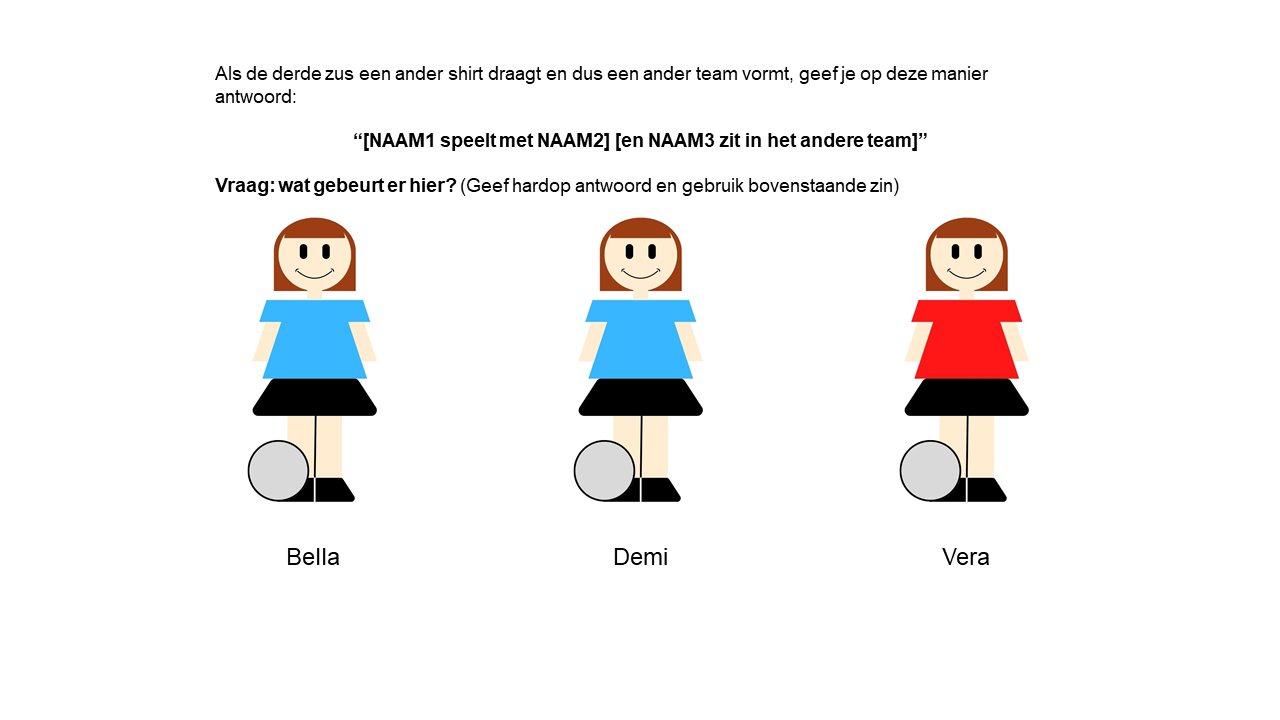 Als de derde zus een ander shirt draagt en dus een ander team vormt, geef je op deze manier
antwoord:
“[NAAM1 speelt met NAAM2] [en NAAM3 zit in het andere team]”
Vraag: wat gebeurt er hier? (Geef hardop antwoord en gebruik bovenstaande zin)
Bella Demi Vera